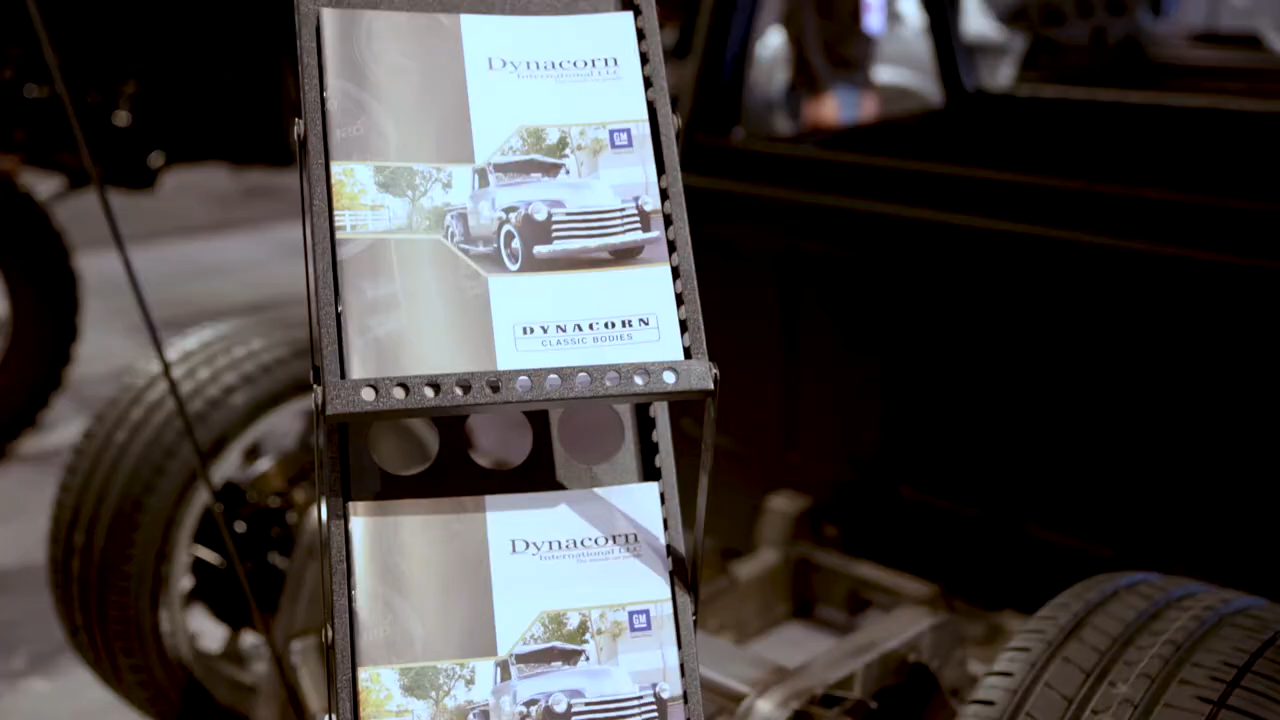 Dynacorn
International LLC
GM
DYNACORN
CLASSIC BODIES
Dynacorn
International LLC
GM